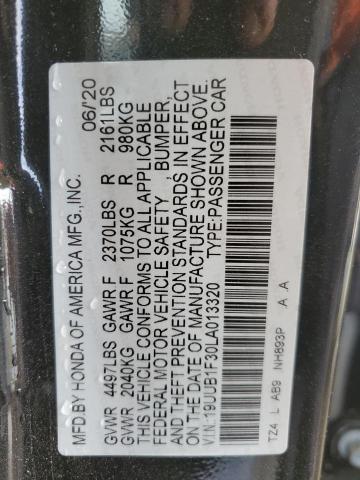 MFD. BY HONDA OF AMERICA MFG.,INC. 06/'20
GVWR 4497LBS GAWR F 2370LBS R 2161LBS
GVWR 2040KG GAWR F 1075KG R 980KG
THIS VEHICLE CONFORMS TO ALL APPLICABLE
FEDERAL MOTOR VEHICLE SAFETY BUMPER,
AND THEFT PREVENTION STANDARDS IN EFFECT
ON THE DATE OF MANUFACTURE SHOWN ABOVE.
V.I.N:19UUB1F30LA013320 TYPE:PASSENGER CAR
TZ4 L AB9 NH893P A A